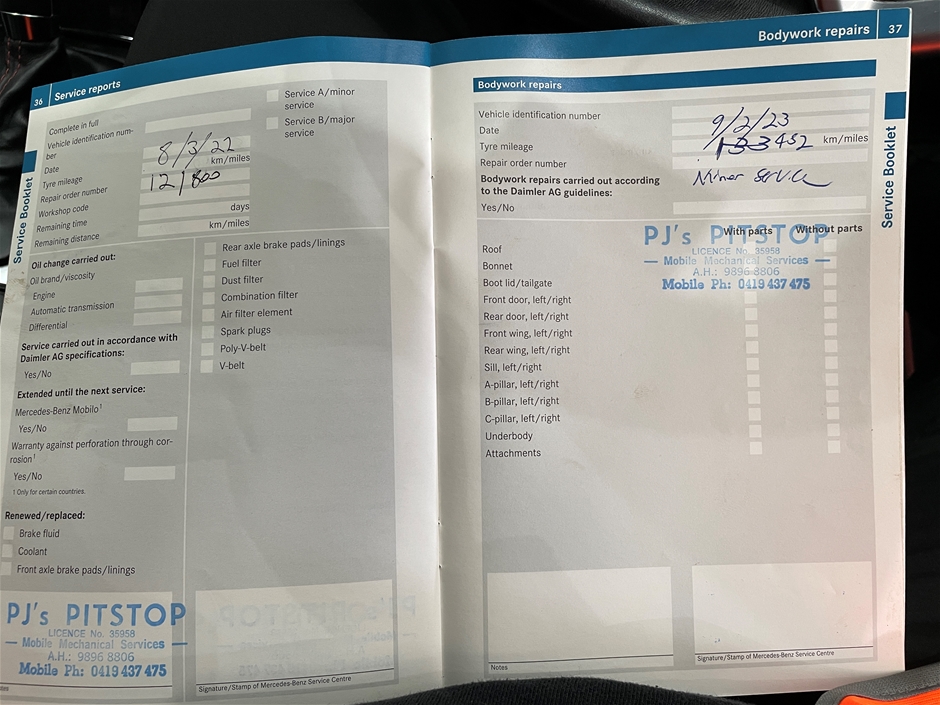 36 Service reports
Complete in full
Vehicle identification num-
ber
Date
8/3/22
km/miles
Tyre mileage
121800
Repair order number
Workshop code
days
Remaining time
km/miles
Remaining distance
Service A/minor
service
Service B/major
service
Service Booklet
Oil change carried out:
Oil brand/viscosity
Engine
Automatic transmission
Differential
Service carried out in accordance with
Daimler AG specifications:
Yes/No
Extended until the next service:
Mercedes-Benz Mobilo1
Yes/No
Warranty against perforation through cor-
rosion1
Yes/No
1 Only for certain countries.
Renewed/replaced:
Brake fluid
Coolant
Front axle brake pads/linings
Rear axle brake pads/linings
Fuel filter
Dust filter
Combination filter
Air filter element
Spark plugs
Poly-V-belt
V-belt
PJ's PITSTOP
LICENCE No. 35958
— Mobile Mechanical Services —
A.H.: 9896 8806
Mobile Ph: 0419 437 475
Signature/Stamp of Mercedes-Benz Service Centre
Bodywork repairs 37
Bodywork repairs
Vehicle identification number
Date
9/2/23
Tyre mileage
133452 km/miles
Repair order number
Bodywork repairs carried out according
to the Daimler AG guidelines:
Minor Service
Yes/No
Service Booklet
With parts
Without parts
PJ's PITSTOP
LICENCE No. 35958
— Mobile Mechanical Services —
A.H.: 9896 8806
Mobile Ph: 0419 437 475
Roof
Bonnet
Boot lid/tailgate
Front door, left/right
Rear door, left/right
Front wing, left/right
Rear wing, left/right
Sill, left/right
A-pillar, left/right
B-pillar, left/right
C-pillar, left/right
Underbody
Attachments
Notes
Signature/Stamp of Mercedes-Benz Service Centre